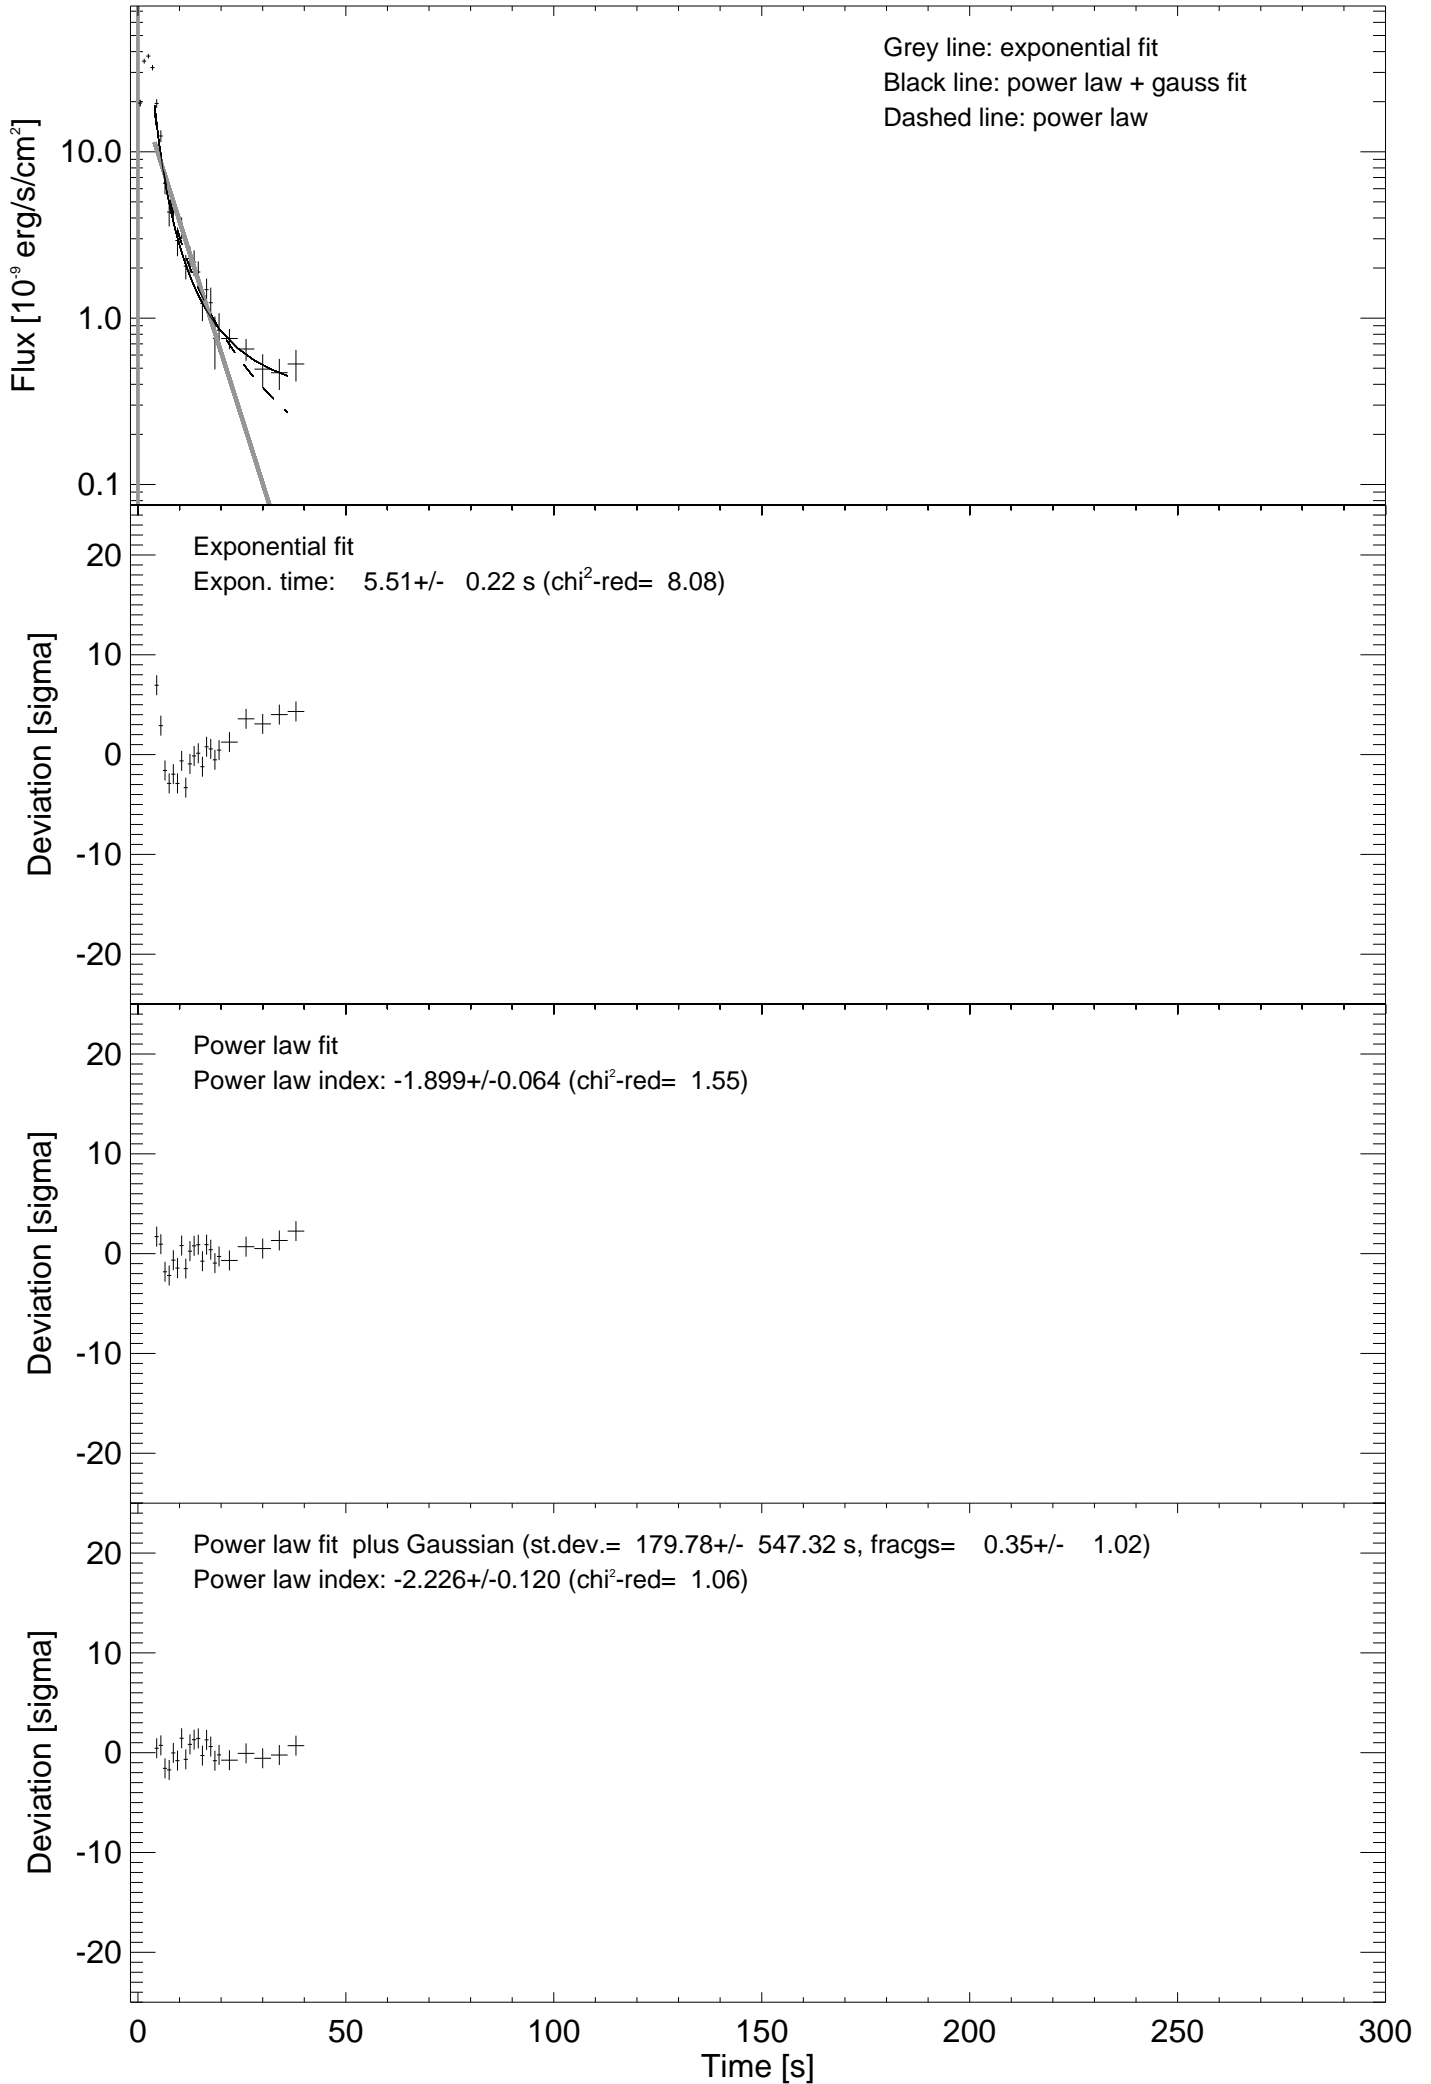 Grey line: exponential fit
Black line: power law + gauss fit
Dashed line: power law
Flux [10⁻⁹ erg/s/cm²]
10.0
1.0
0.1
Exponential fit
Expon. time: 5.51+/- 0.22 s (chi²-red= 8.08)
Deviation [sigma]
20
10
0
-10
-20
Power law fit
Power law index: -1.899+/-0.064 (chi²-red= 1.55)
Deviation [sigma]
20
10
0
-10
-20
Power law fit plus Gaussian (st.dev.= 179.78+/- 547.32 s, fracgs= 0.35+/- 1.02)
Power law index: -2.226+/-0.120 (chi²-red= 1.06)
Deviation [sigma]
20
10
0
-10
-20
0 50 100 150 200 250 300
Time [s]